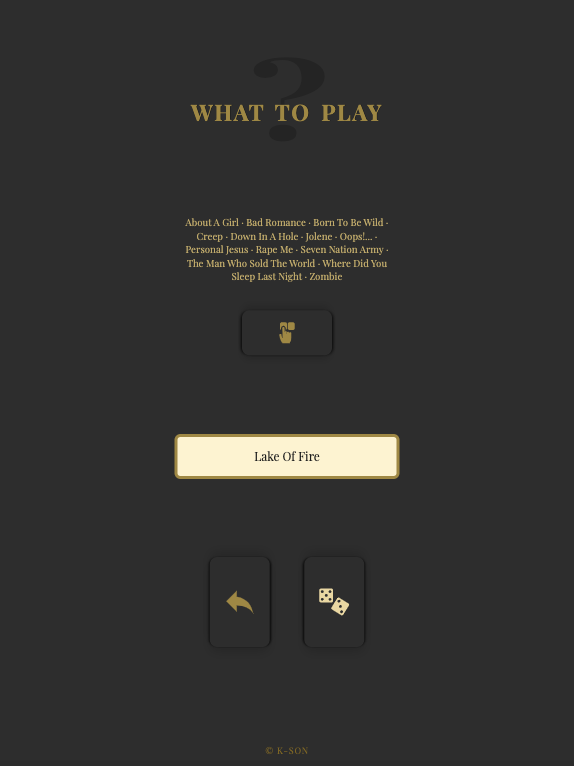 ?
WHAT TO PLAY
About A Girl · Bad Romance · Born To Be Wild ·
Creep · Down In A Hole · Jolene · Oops!... ·
Personal Jesus · Rape Me · Seven Nation Army ·
The Man Who Sold The World · Where Did You
Sleep Last Night · Zombie
Lake Of Fire
© K-SON